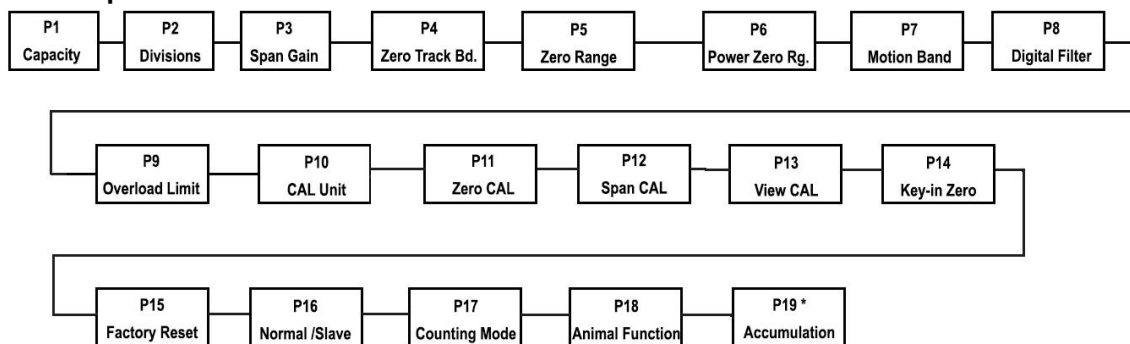 P1
Capacity
P2
Divisions
P3
Span Gain
P4
Zero Track Bd.
P5
Zero Range
P6
Power Zero Rg.
P7
Motion Band
P8
Digital Filter
P9
Overload Limit
P10
CAL Unit
P11
Zero CAL
P12
Span CAL
P13
View CAL
P14
Key-in Zero
P15
Factory Reset
P16
Normal /Slave
P17
Counting Mode
P18
Animal Function
P19 *
Accumulation